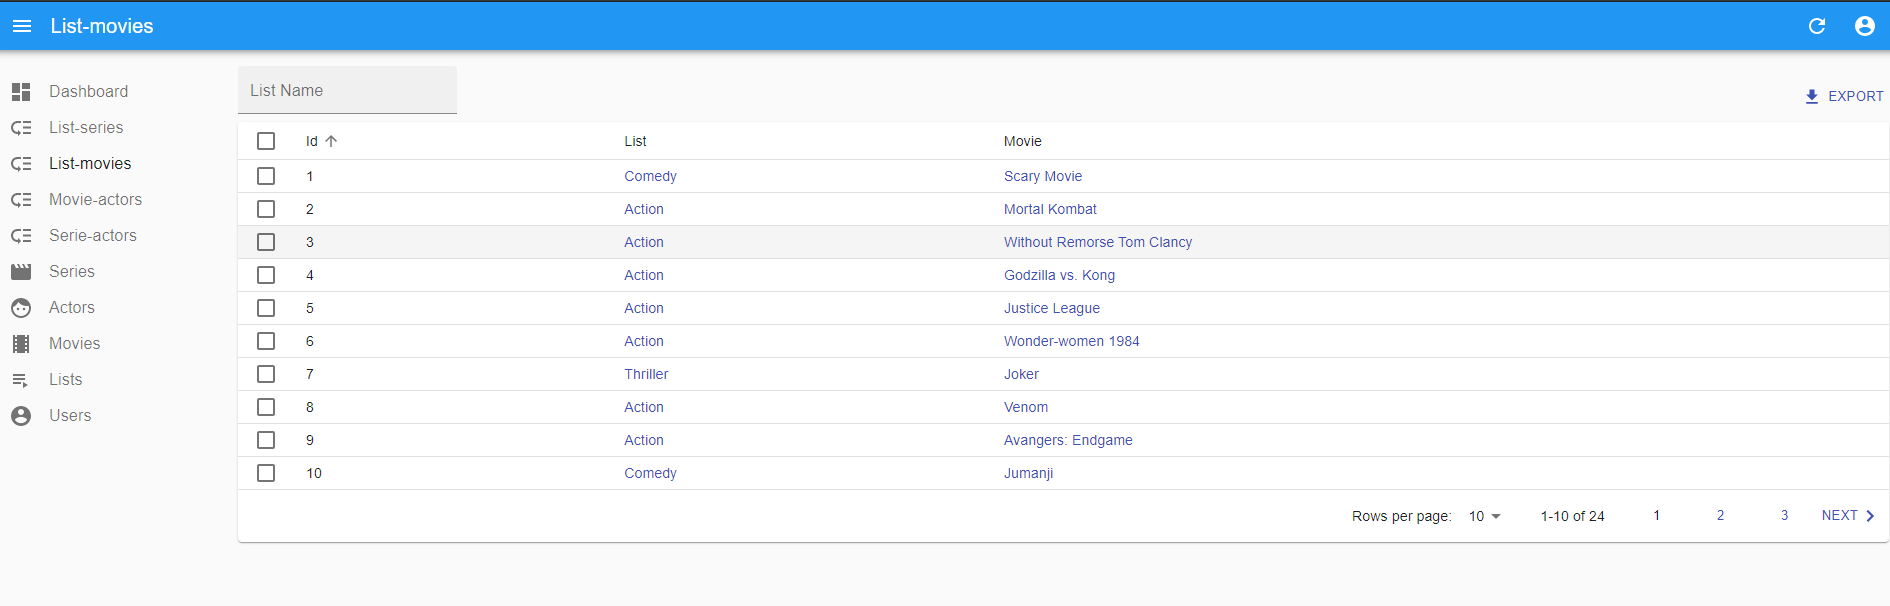 List-movies
Dashboard
List-series
List-movies
Movie-actors
Serie-actors
Series
Actors
Movies
Lists
Users
List Name
EXPORT
Id List Movie
1 Comedy Scary Movie
2 Action Mortal Kombat
3 Action Without Remorse Tom Clancy
4 Action Godzilla vs. Kong
5 Action Justice League
6 Action Wonder-women 1984
7 Thriller Joker
8 Action Venom
9 Action Avangers: Endgame
10 Comedy Jumanji
Rows per page: 10 1-10 of 24 1 2 3 NEXT